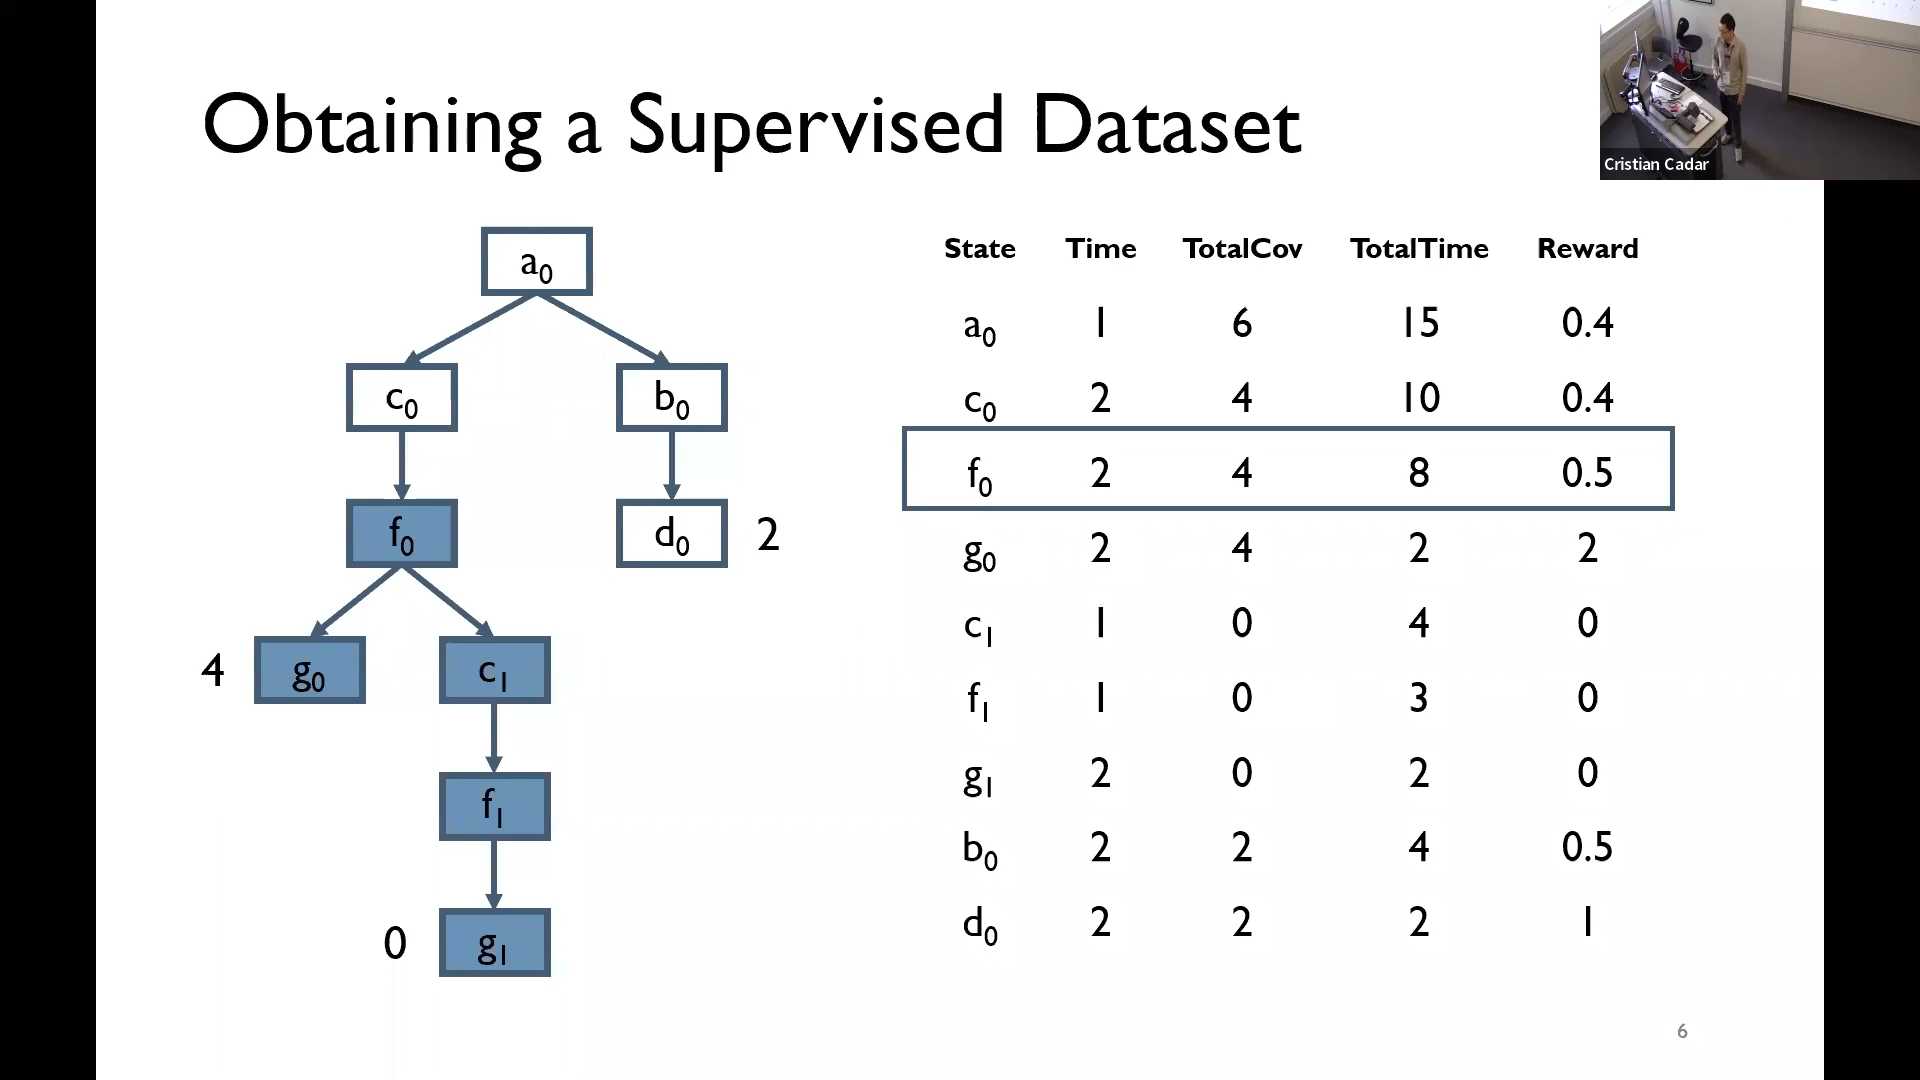 Obtaining a Supervised Dataset
Cristian Cadar
a0
c0 b0
f0 d0 2
4 g0 c1
f1
0 g1
State Time TotalCov TotalTime Reward
a0 1 6 15 0.4
c0 2 4 10 0.4
f0 2 4 8 0.5
g0 2 4 2 2
c1 1 0 4 0
f1 1 0 3 0
g1 2 0 2 0
b0 2 2 4 0.5
d0 2 2 2 1
6